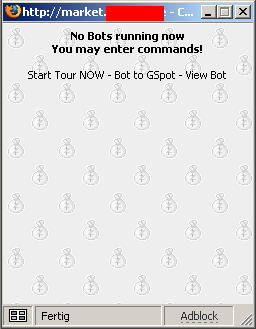 http://market. e - C...
No Bots running now
You may enter commands!
Start Tour NOW - Bot to GSpot - View Bot
Fertig
Adblock